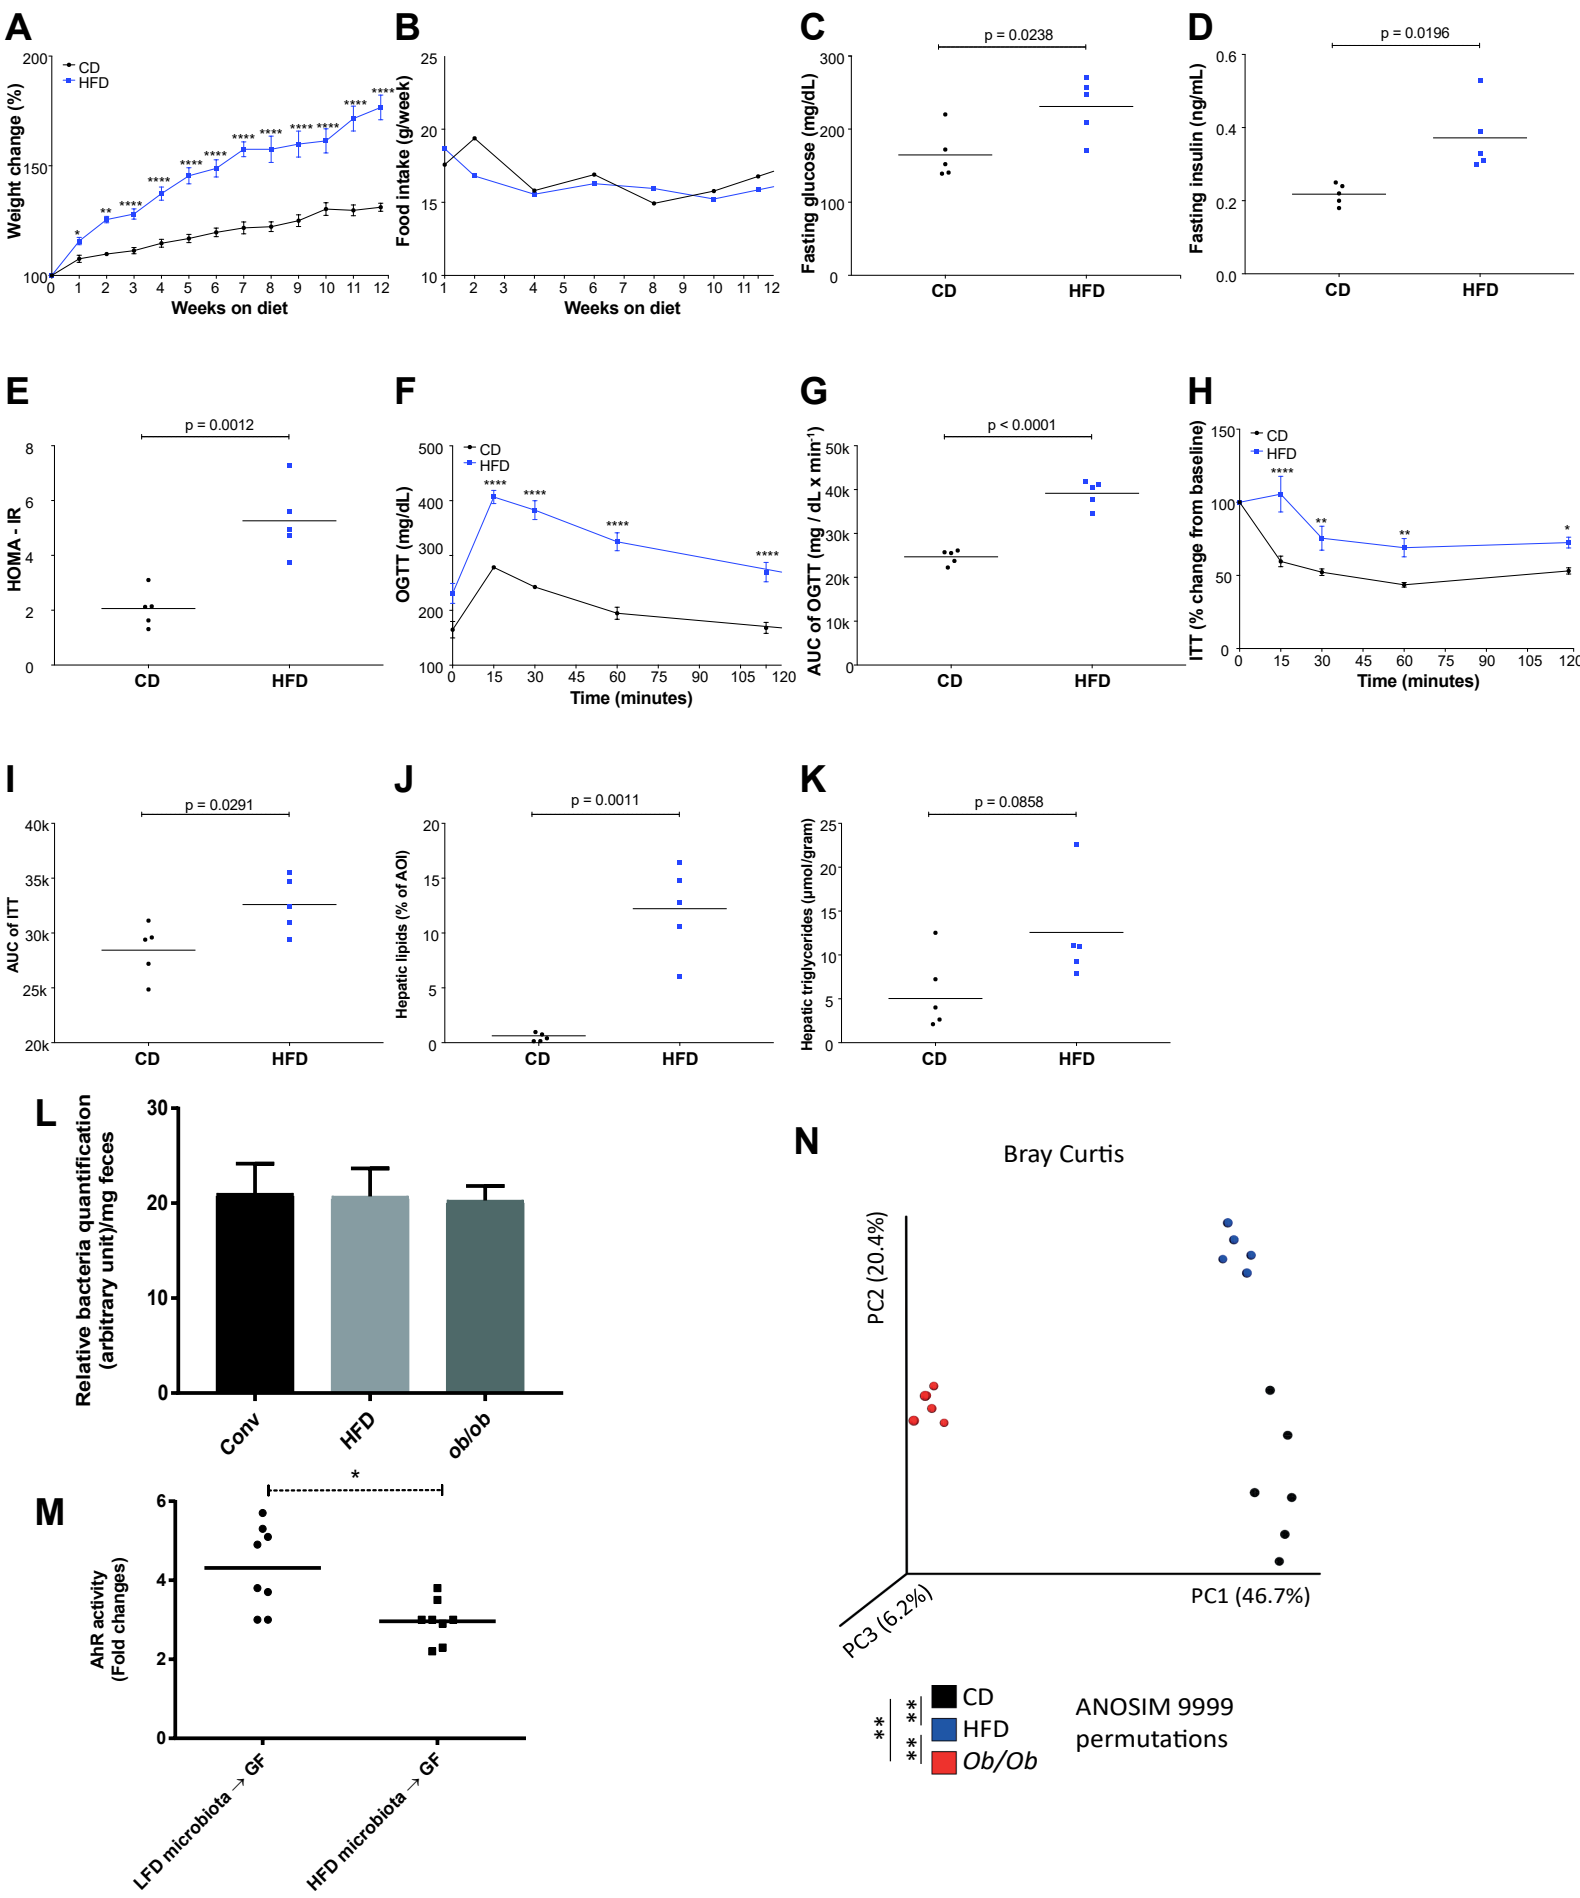 A
Weight change (%)
200
150
100
CD
HFD
*
**
****
****
****
****
****
****
****
****
****
****
0 1 2 3 4 5 6 7 8 9 10 11 12
Weeks on diet
B
Food intake (g/week)
25
20
15
10
1 2 3 4 5 6 7 8 9 10 11 12
Weeks on diet
C
p = 0.0238
Fasting glucose (mg/dL)
300
200
100
0
CD HFD
D
p = 0.0196
Fasting insulin (ng/mL)
0.6
0.4
0.2
0.0
CD HFD
E
p = 0.0012
HOMA - IR
8
6
4
2
0
CD HFD
F
OGTT (mg/dL)
500
400
300
200
100
CD
HFD
****
****
****
****
0 15 30 45 60 75 90 105 120
Time (minutes)
G
p < 0.0001
AUC of OGTT (mg / dL x min⁻¹)
50k
40k
30k
20k
10k
0
CD HFD
H
ITT (% change from baseline)
150
100
50
0
CD
HFD
****
**
**
*
0 15 30 45 60 75 90 105 120
Time (minutes)
I
p = 0.0291
AUC of ITT
40k
35k
30k
25k
20k
CD HFD
J
p = 0.0011
Hepatic lipids (% of AOI)
20
15
10
5
0
CD HFD
K
p = 0.0858
Hepatic triglycerides (µmol/gram)
25
20
15
10
5
0
CD HFD
L
Relative bacteria quantification
(arbitrary unit)/mg feces
30
20
10
0
Conv
HFD
ob/ob
M
*
AhR activity
(Fold changes)
6
4
2
0
LFD microbiota → GF
HFD microbiota → GF
N
Bray Curtis
PC2 (20.4%)
PC1 (46.7%)
PC3 (6.2%)
**
**
**
CD
HFD
Ob/Ob
ANOSIM 9999
permutations